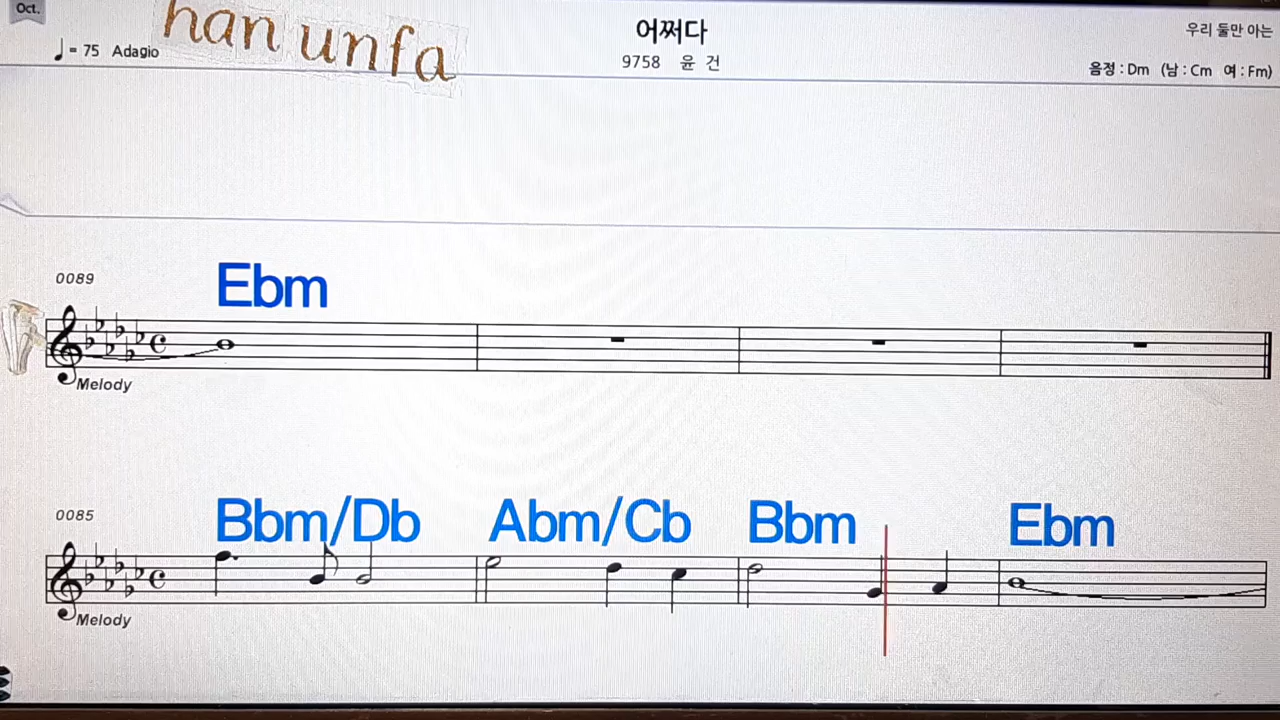 Oct.
han unfa
♩= 75 Adagio
어쩌다
9758 윤 건
우리 둘만 아는
음정 : Dm (남 : Cm 여 : Fm)
0089
Ebm
Melody
0085
Bbm/Db Abm/Cb Bbm Ebm
Melody